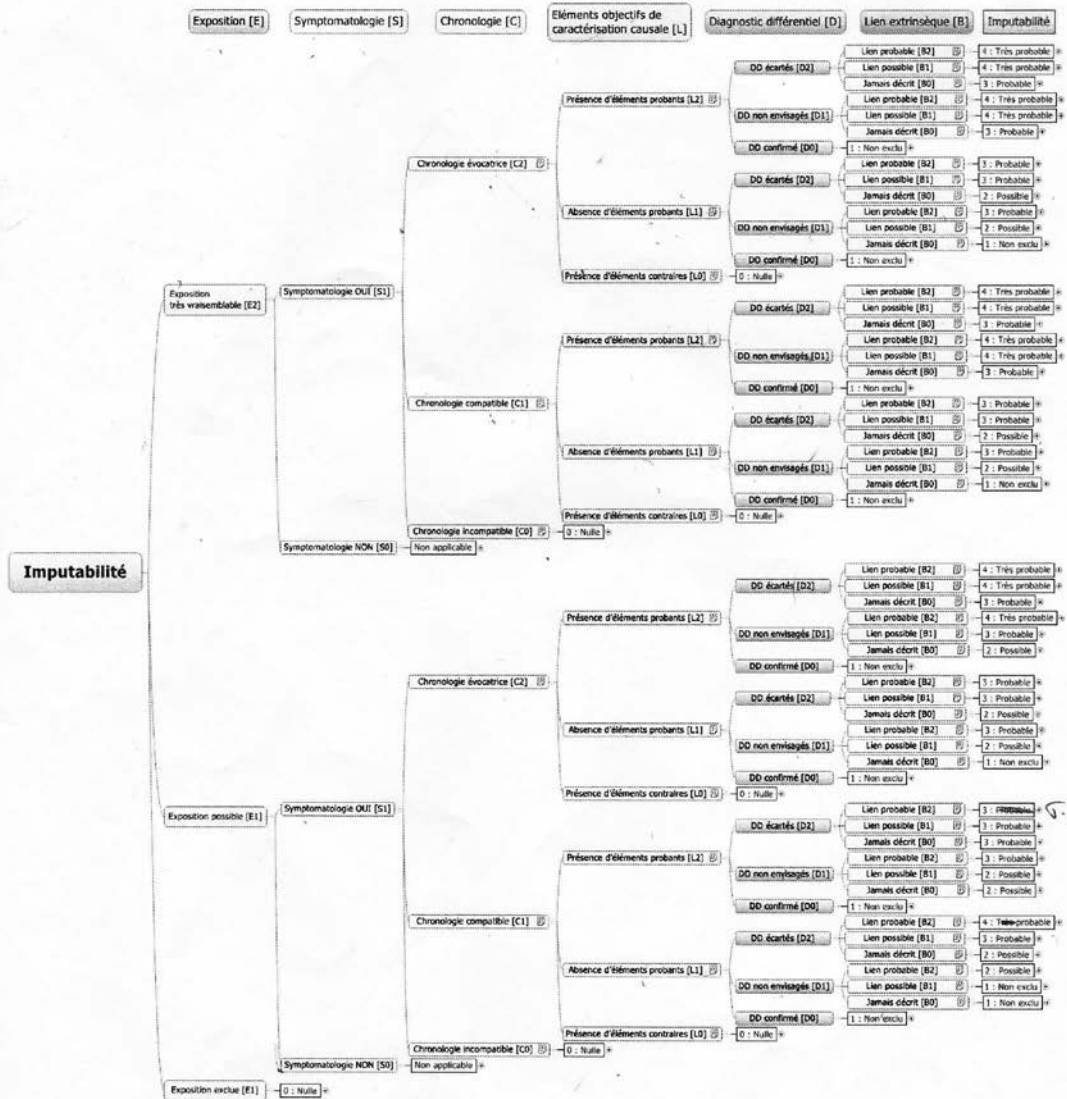 Exposition [E]
Symptomatologie [S]
Chronologie [C]
Eléments objectifs de
caractérisation causale [L]
Diagnostic différentiel [D]
Lien extrinsèque [B]
Imputabilité
Lien probable [B2]
4 : Très probable
DD écartés [D2]
Lien possible [B1]
4 : Très probable
Jamais décrit [B0]
3 : Probable
Présence d'éléments probants [L2]
Lien probable [B2]
4 : Très probable
DD non envisagés [D1]
Lien possible [B1]
4 : Très probable
Jamais décrit [B0]
3 : Probable
DD confirmé [D0]
1 : Non exclu
Chronologie évocatrice [C2]
Lien probable [B2]
3 : Probable
DD écartés [D2]
Lien possible [B1]
3 : Probable
Jamais décrit [B0]
2 : Possible
Absence d'éléments probants [L1]
Lien probable [B2]
3 : Probable
DD non envisagés [D1]
Lien possible [B1]
2 : Possible
Jamais décrit [B0]
1 : Non exclu
DD confirmé [D0]
1 : Non exclu
Présence d'éléments contraires [L0]
0 : Nulle
Exposition
très vraisemblable [E2]
Symptomatologie OUI [S1]
Lien probable [B2]
4 : Très probable
DD écartés [D2]
Lien possible [B1]
4 : Très probable
Jamais décrit [B0]
3 : Probable
Présence d'éléments probants [L2]
Lien probable [B2]
4 : Très probable
DD non envisagés [D1]
Lien possible [B1]
4 : Très probable
Jamais décrit [B0]
3 : Probable
DD confirmé [D0]
1 : Non exclu
Chronologie compatible [C1]
Lien probable [B2]
3 : Probable
DD écartés [D2]
Lien possible [B1]
3 : Probable
Jamais décrit [B0]
2 : Possible
Absence d'éléments probants [L1]
Lien probable [B2]
3 : Probable
DD non envisagés [D1]
Lien possible [B1]
2 : Possible
Jamais décrit [B0]
1 : Non exclu
DD confirmé [D0]
1 : Non exclu
Présence d'éléments contraires [L0]
0 : Nulle
Chronologie incompatible [C0]
0 : Nulle
Symptomatologie NON [S0]
Non applicable
Imputabilité
Lien probable [B2]
4 : Très probable
DD écartés [D2]
Lien possible [B1]
4 : Très probable
Jamais décrit [B0]
3 : Probable
Présence d'éléments probants [L2]
Lien probable [B2]
4 : Très probable
DD non envisagés [D1]
Lien possible [B1]
3 : Probable
Jamais décrit [B0]
2 : Possible
DD confirmé [D0]
1 : Non exclu
Chronologie évocatrice [C2]
Lien probable [B2]
3 : Probable
DD écartés [D2]
Lien possible [B1]
3 : Probable
Jamais décrit [B0]
2 : Possible
Absence d'éléments probants [L1]
Lien probable [B2]
3 : Probable
DD non envisagés [D1]
Lien possible [B1]
2 : Possible
Jamais décrit [B0]
1 : Non exclu
DD confirmé [D0]
1 : Non exclu
Présence d'éléments contraires [L0]
0 : Nulle
Exposition possible [E1]
Symptomatologie OUI [S1]
Lien probable [B2]
3 : Probable
DD écartés [D2]
Lien possible [B1]
3 : Probable
Jamais décrit [B0]
3 : Probable
Présence d'éléments probants [L2]
Lien probable [B2]
3 : Probable
DD non envisagés [D1]
Lien possible [B1]
2 : Possible
Jamais décrit [B0]
2 : Possible
DD confirmé [D0]
1 : Non exclu
Chronologie compatible [C1]
Lien probable [B2]
4 : Très probable
DD écartés [D2]
Lien possible [B1]
3 : Probable
Jamais décrit [B0]
2 : Possible
Absence d'éléments probants [L1]
Lien probable [B2]
2 : Possible
DD non envisagés [D1]
Lien possible [B1]
1 : Non exclu
Jamais décrit [B0]
1 : Non exclu
DD confirmé [D0]
1 : Non exclu
Présence d'éléments contraires [L0]
0 : Nulle
Chronologie incompatible [C0]
0 : Nulle
Symptomatologie NON [S0]
Non applicable
Exposition exclue [E1]
0 : Nulle